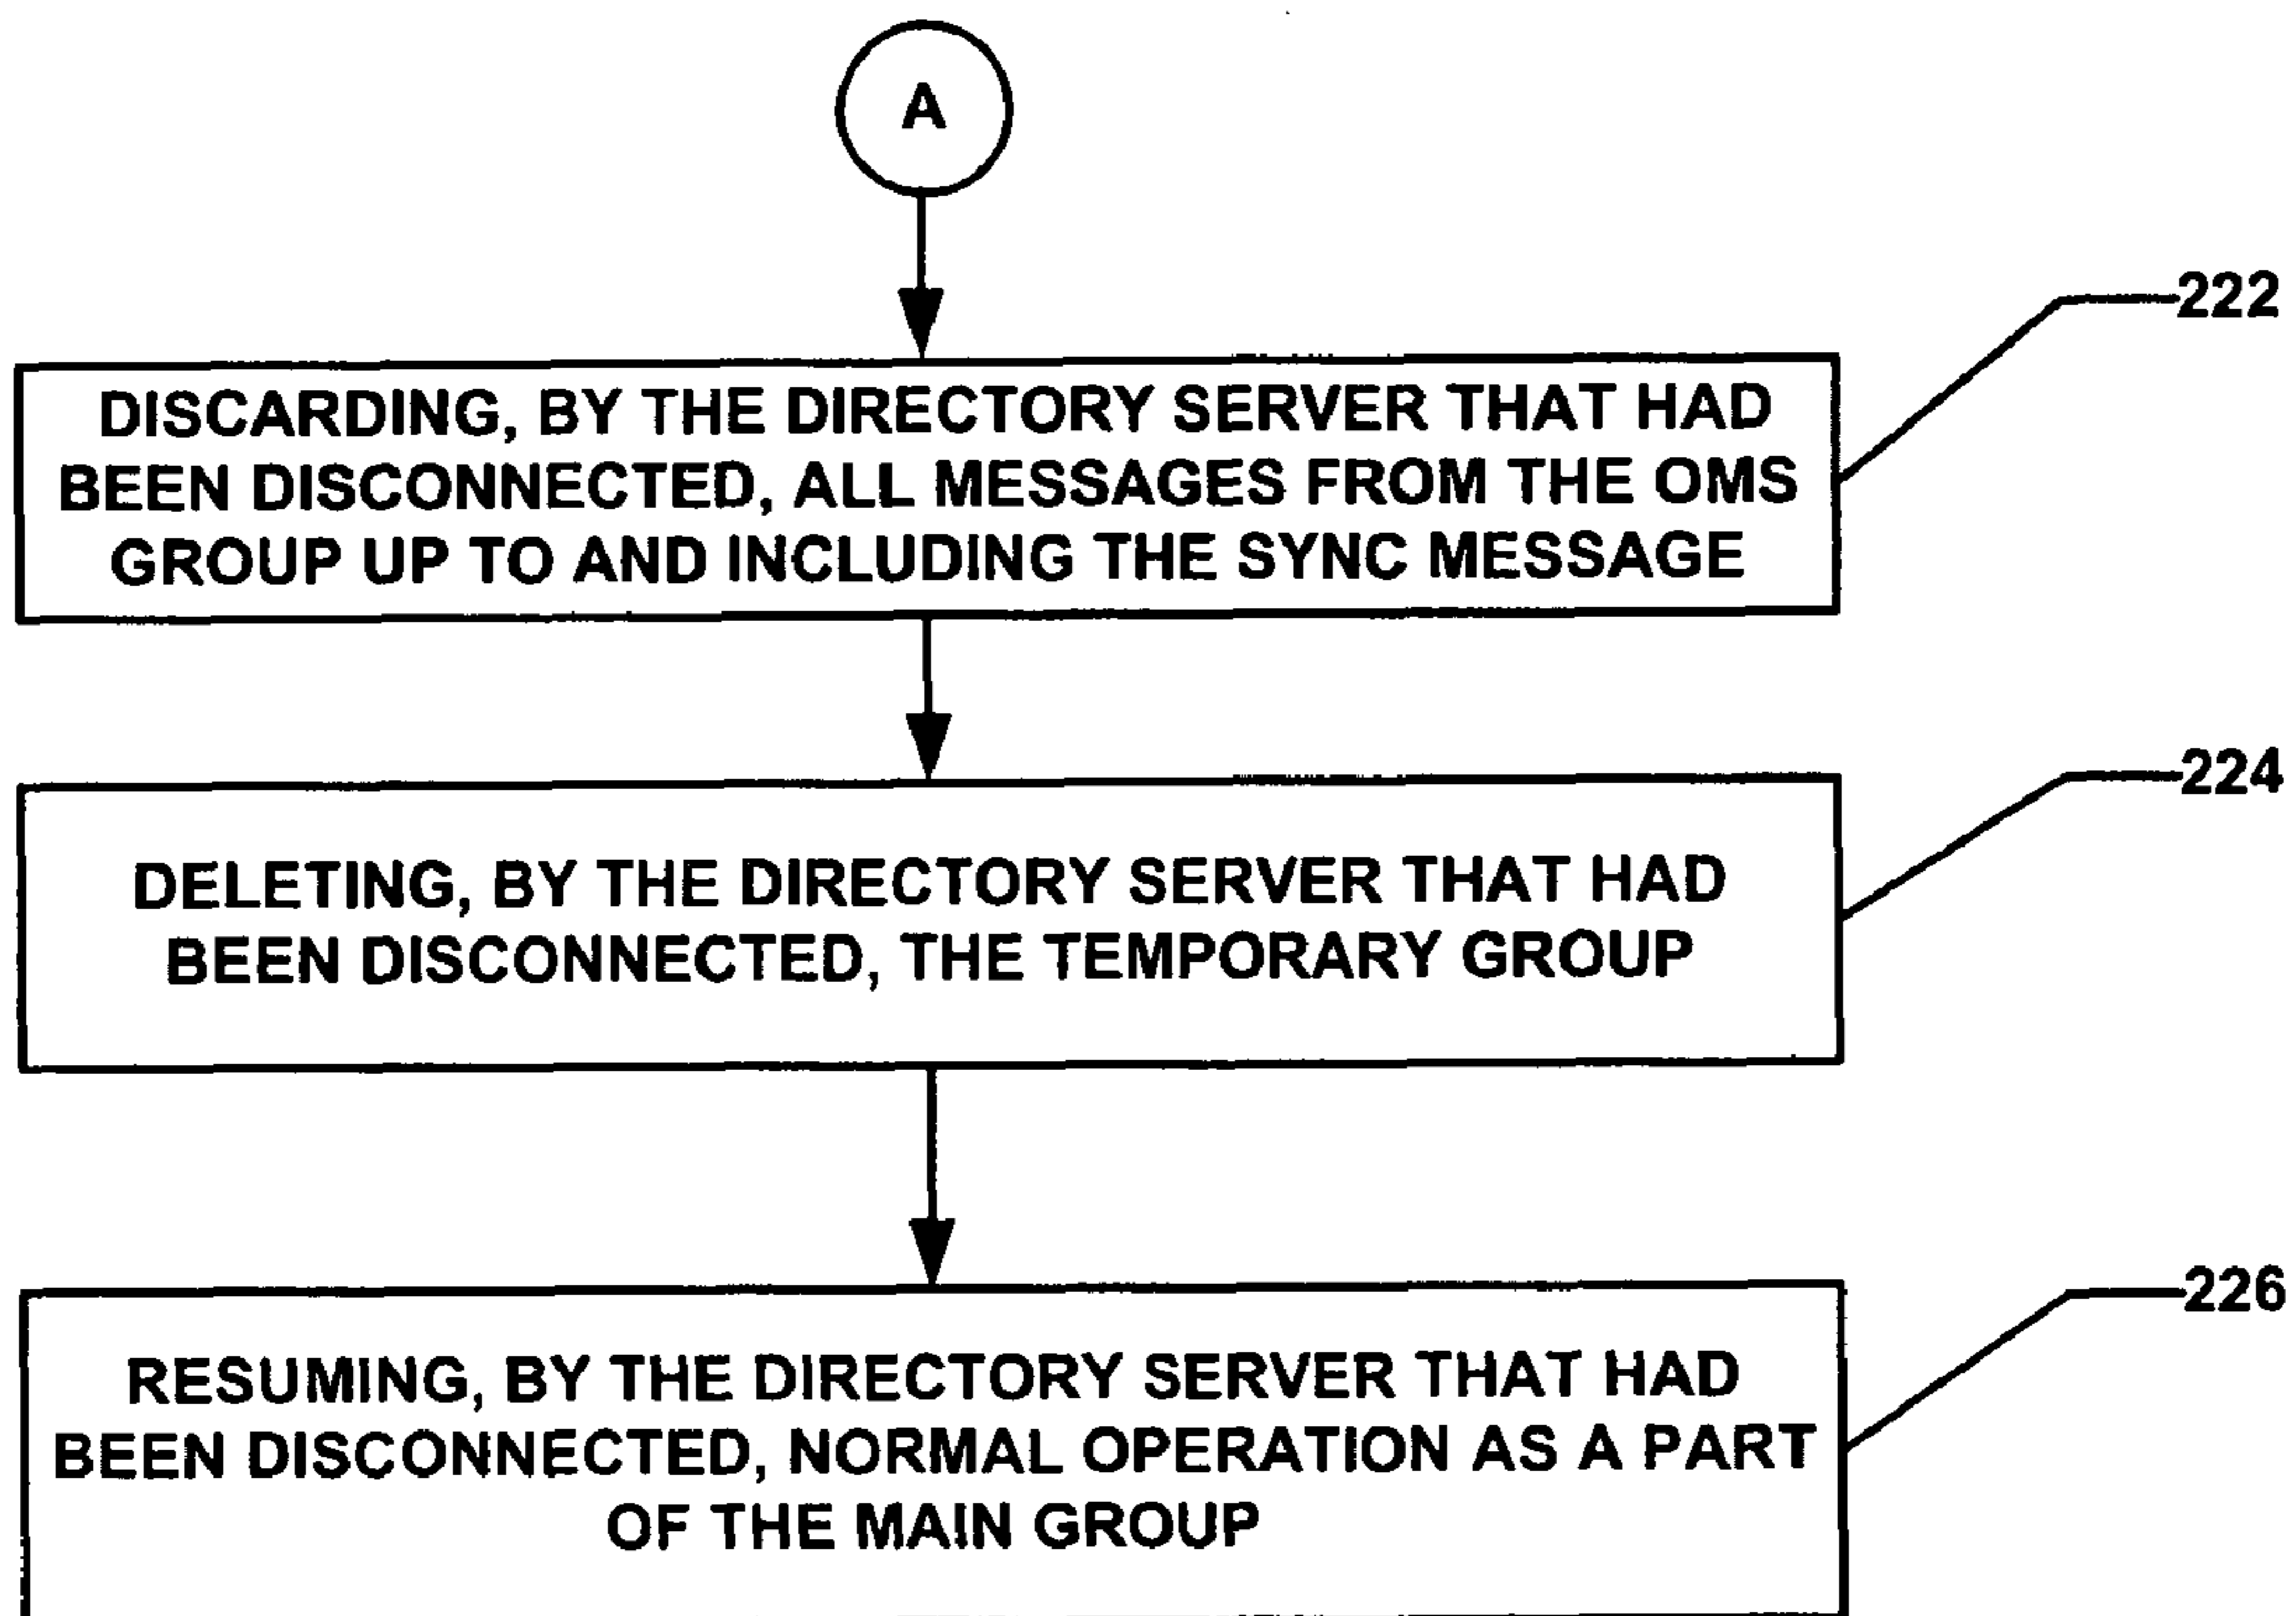 A
222
DISCARDING, BY THE DIRECTORY SERVER THAT HAD
BEEN DISCONNECTED, ALL MESSAGES FROM THE OMS
GROUP UP TO AND INCLUDING THE SYNC MESSAGE
224
DELETING, BY THE DIRECTORY SERVER THAT HAD
BEEN DISCONNECTED, THE TEMPORARY GROUP
226
RESUMING, BY THE DIRECTORY SERVER THAT HAD
BEEN DISCONNECTED, NORMAL OPERATION AS A PART
OF THE MAIN GROUP